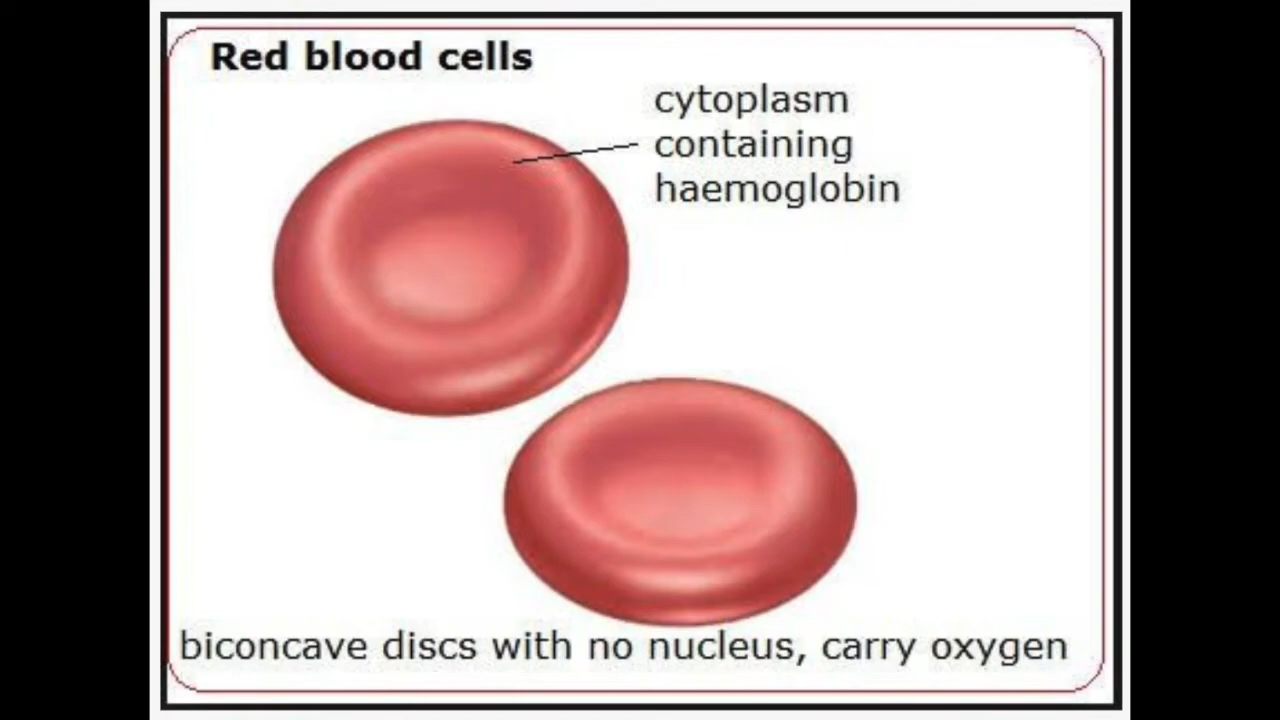 Red blood cells
cytoplasm
containing
haemoglobin
biconcave discs with no nucleus, carry oxygen